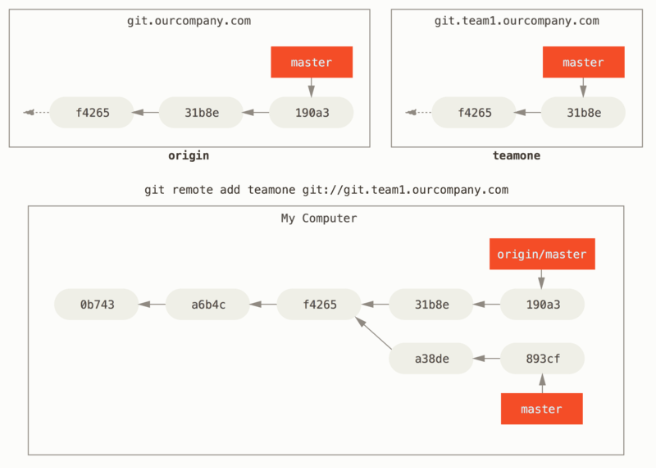 git.ourcompany.com
master
f4265
31b8e
190a3
origin
git.team1.ourcompany.com
master
f4265
31b8e
teamone
git remote add teamone git://git.team1.ourcompany.com
My Computer
origin/master
0b743
a6b4c
f4265
31b8e
190a3
a38de
893cf
master